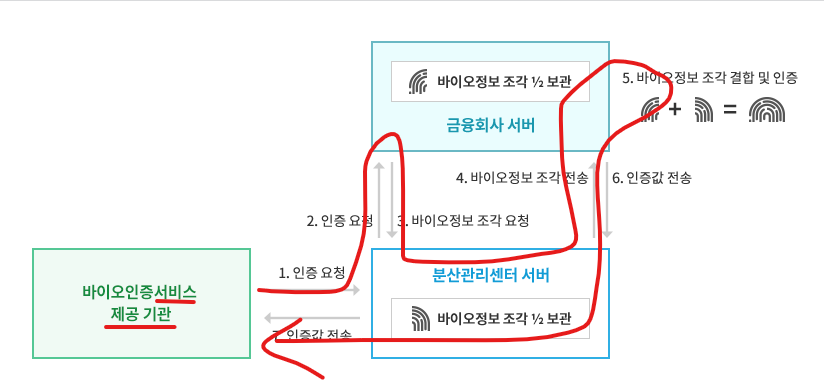 바이오정보 조각 ½ 보관
금융회사 서버
5. 바이오정보 조각 결합 및 인증
+ =
4. 바이오정보 조각 전송
6. 인증값 전송
2. 인증 요청
3. 바이오정보 조각 요청
1. 인증 요청
분산관리센터 서버
바이오인증서비스
제공 기관
바이오정보 조각 ½ 보관
7. 인증값 전송